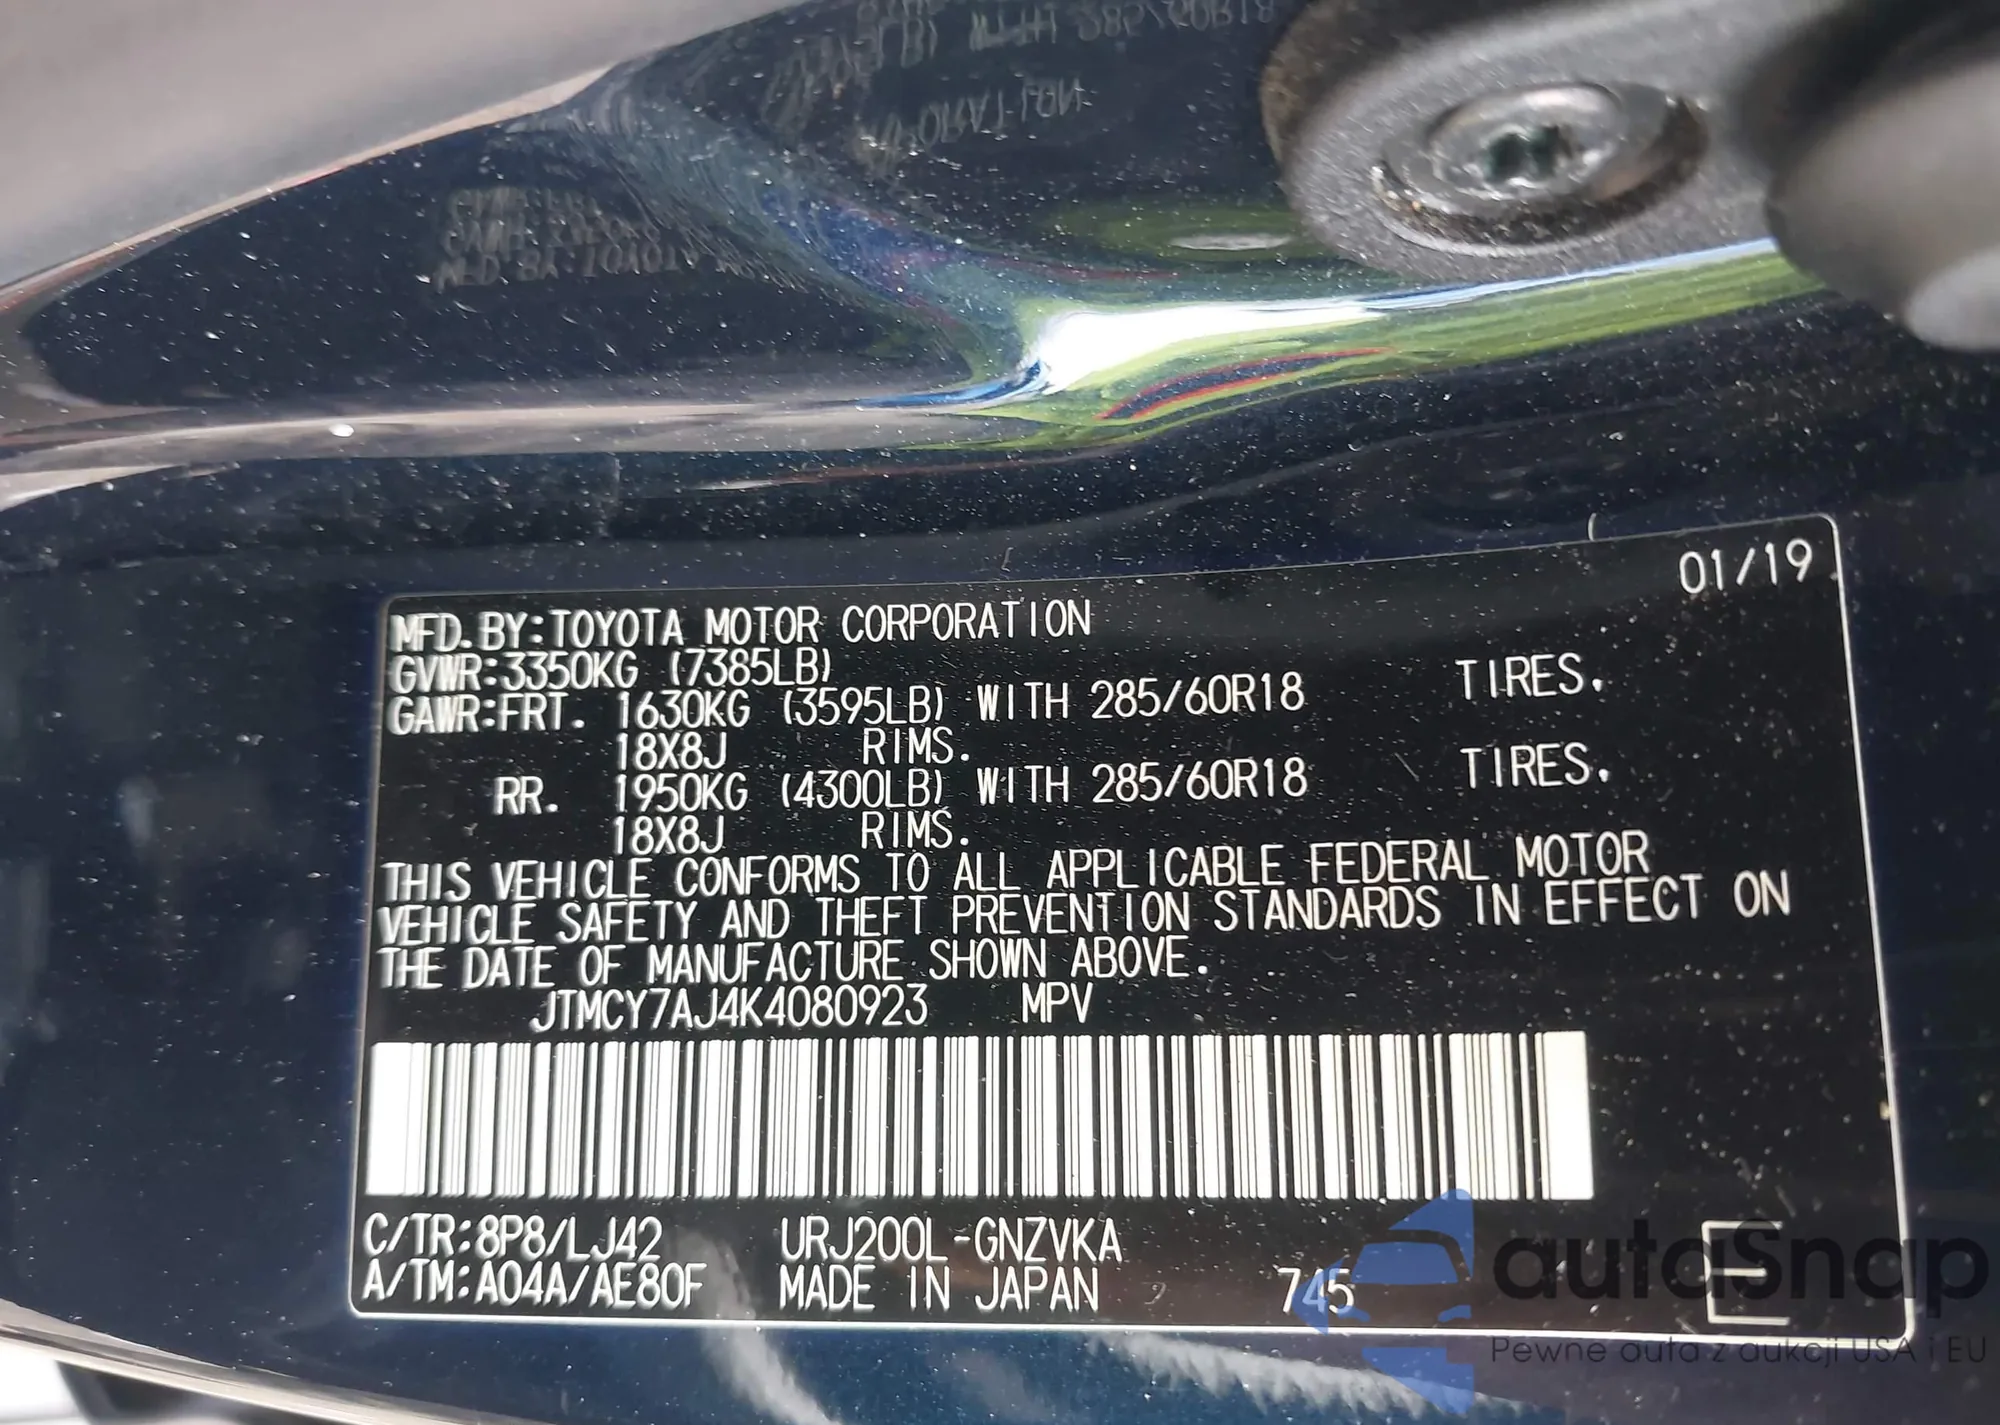 01/19
MFD.BY:TOYOTA MOTOR CORPORATION
GVWR:3350KG (7385LB)
GAWR:FRT. 1630KG (3595LB) WITH 285/60R18 TIRES.
18X8J RIMS.
RR. 1950KG (4300LB) WITH 285/60R18 TIRES.
18X8J RIMS.
THIS VEHICLE CONFORMS TO ALL APPLICABLE FEDERAL MOTOR
VEHICLE SAFETY AND THEFT PREVENTION STANDARDS IN EFFECT ON
THE DATE OF MANUFACTURE SHOWN ABOVE.
JTMCY7AJ4K4080923 MPV
C/TR:8P8/LJ42 URJ200L-GNZVKA
A/TM:A04A/AE80F MADE IN JAPAN 745 E
autoSnap
Pewne auta z aukcji USA i EU